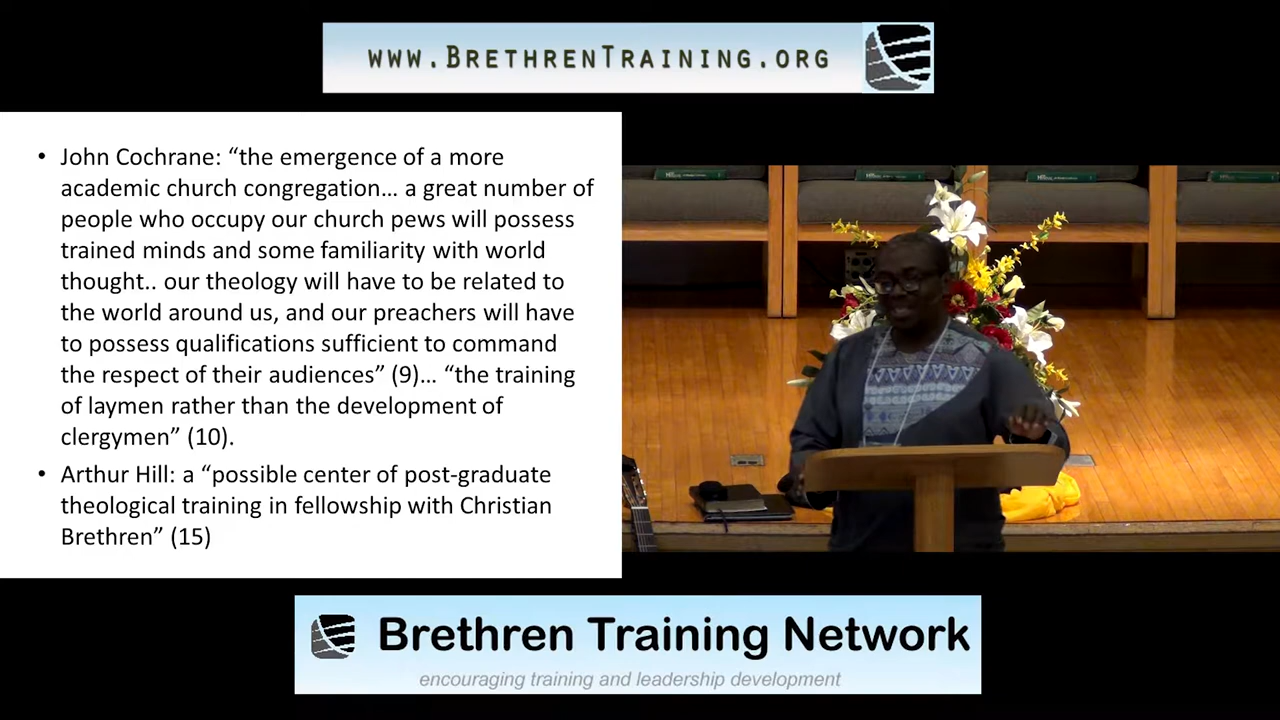 www.BrethrenTraining.org
• John Cochrane: “the emergence of a more
academic church congregation… a great number of
people who occupy our church pews will possess
trained minds and some familiarity with world
thought.. our theology will have to be related to
the world around us, and our preachers will have
to possess qualifications sufficient to command
the respect of their audiences” (9)… “the training
of laymen rather than the development of
clergymen” (10).
• Arthur Hill: a “possible center of post-graduate
theological training in fellowship with Christian
Brethren” (15)
Brethren Training Network
encouraging training and leadership development